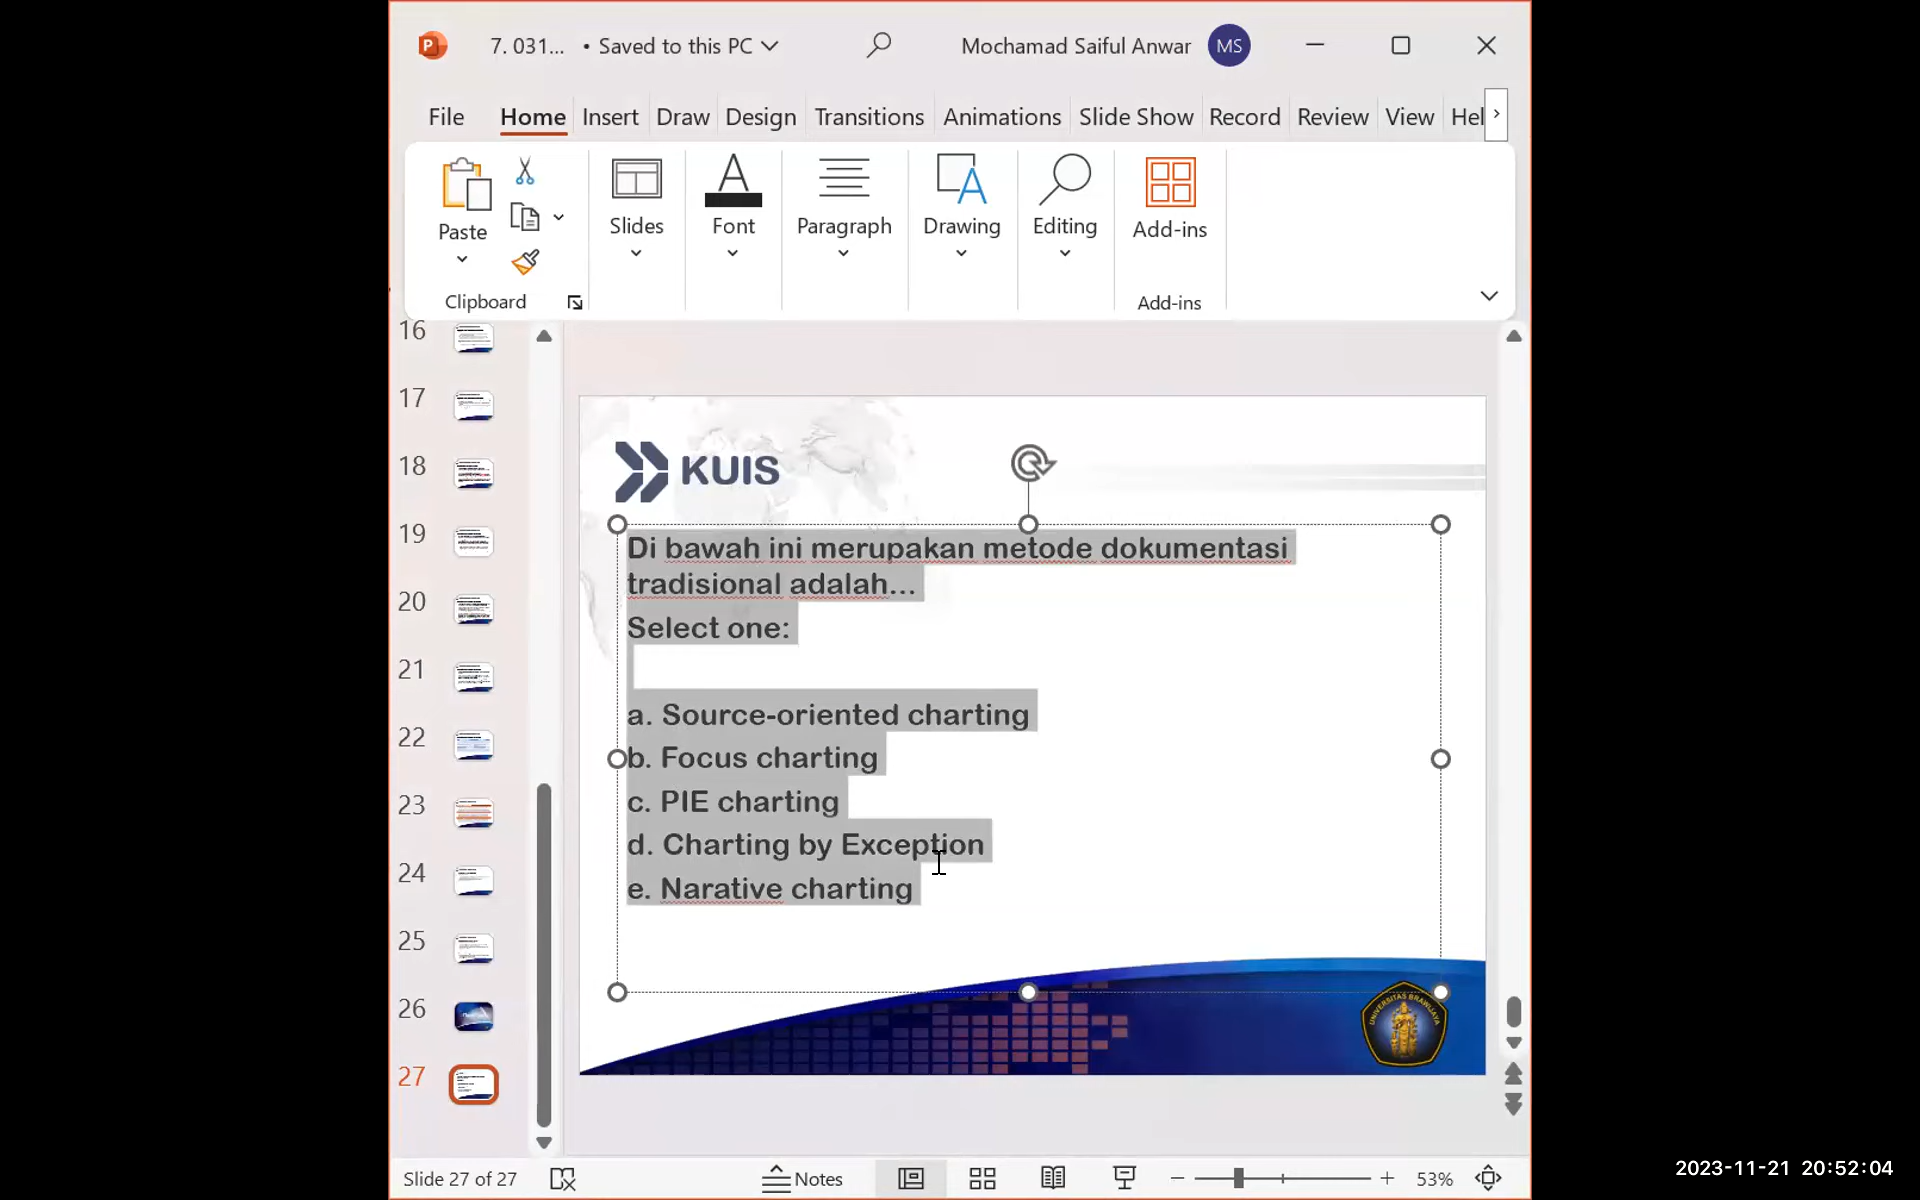 7. 031... • Saved to this PC
Mochamad Saiful Anwar MS
File Home Insert Draw Design Transitions Animations Slide Show Record Review View Hel
Paste
Slides
Font
Paragraph
Drawing
Editing
Add-ins
Clipboard
Add-ins
16
17
18
19
20
21
22
23
24
25
26
27
KUIS
Di bawah ini merupakan metode dokumentasi
tradisional adalah...
Select one:
a. Source-oriented charting
b. Focus charting
c. PIE charting
d. Charting by Exception
e. Narative charting
UNIVERSITAS BRAWIJAYA
Slide 27 of 27
Notes
53%
2023-11-21 20:52:04